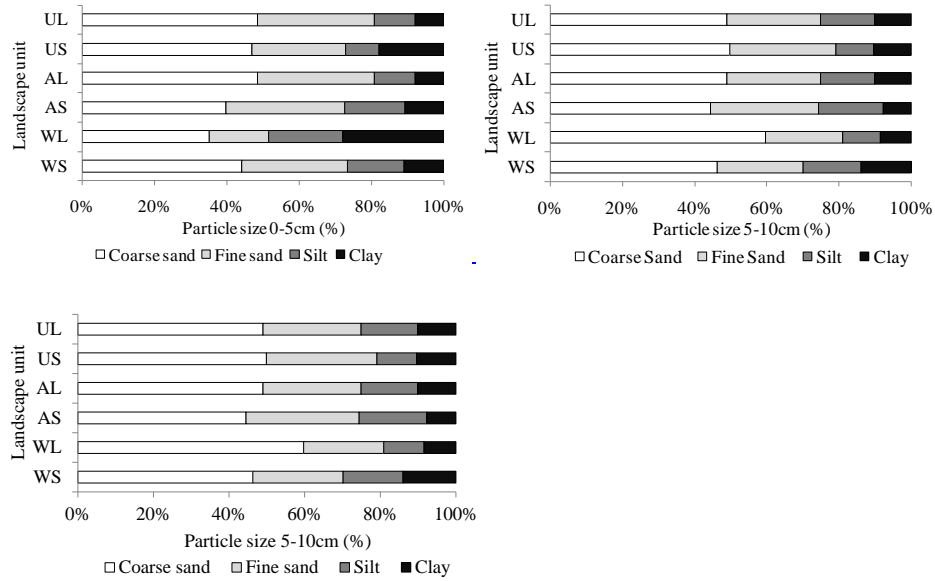 Landscape unit
UL
US
AL
AS
WL
WS
0% 20% 40% 60% 80% 100%
Particle size 0-5cm (%)
Coarse sand Fine sand Silt Clay
Landscape unit
UL
US
AL
AS
WL
WS
0% 20% 40% 60% 80% 100%
Particle size 5-10cm (%)
Coarse Sand Fine Sand Silt Clay
Landscape unit
UL
US
AL
AS
WL
WS
0% 20% 40% 60% 80% 100%
Particle size 5-10cm (%)
Coarse sand Fine sand Silt Clay